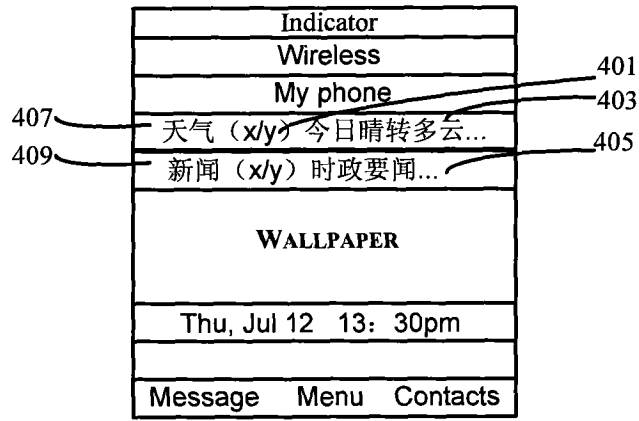 Indicator
Wireless
My phone
天气（x/y）今日晴转多云...
新闻（x/y）时政要闻...
WALLPAPER
Thu, Jul 12 13：30pm
Message Menu Contacts
401
403
405
407
409